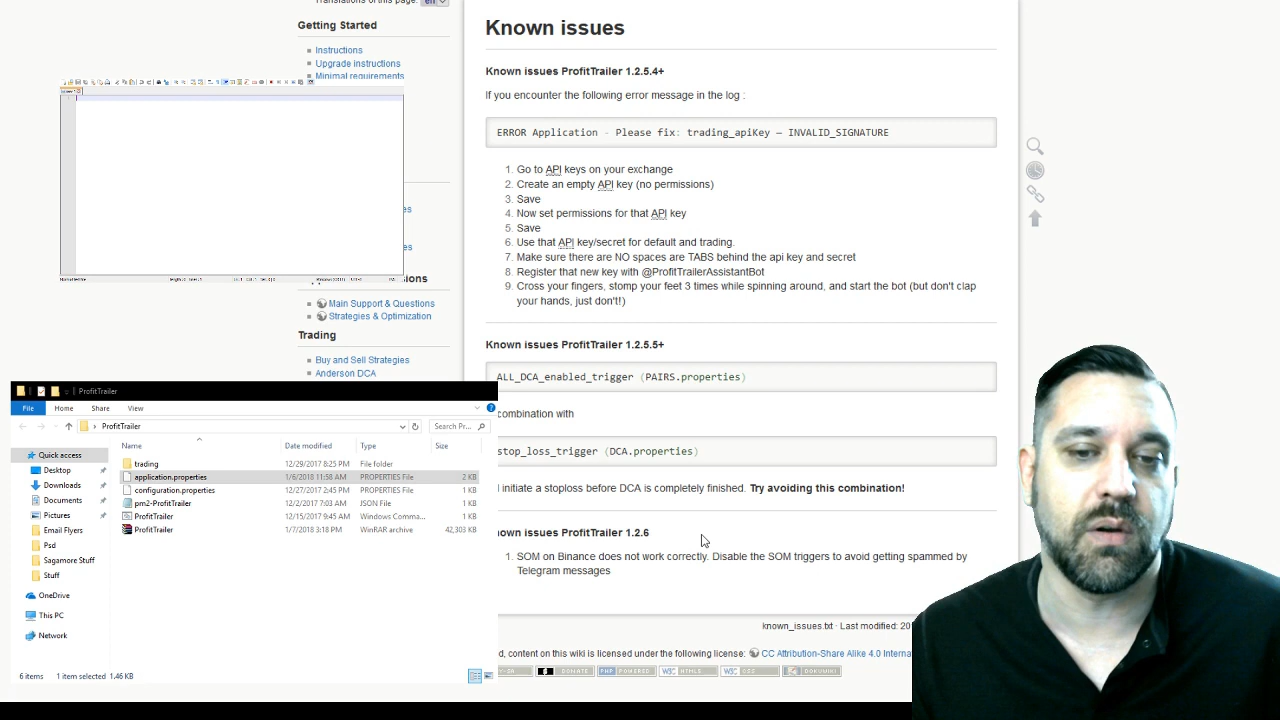 Translations of this page: en
Getting Started
Instructions
Upgrade instructions
Minimal requirements
Main Support & Questions
Strategies & Optimization
Trading
Buy and Sell Strategies
Anderson DCA
Known issues
Known issues ProfitTrailer 1.2.5.4+
If you encounter the following error message in the log :
ERROR Application - Please fix: trading_apiKey – INVALID_SIGNATURE
1. Go to API keys on your exchange
2. Create an empty API key (no permissions)
3. Save
4. Now set permissions for that API key
5. Save
6. Use that API key/secret for default and trading.
7. Make sure there are NO spaces are TABS behind the api key and secret
8. Register that new key with @ProfitTrailerAssistantBot
9. Cross your fingers, stomp your feet 3 times while spinning around, and start the bot (but don't clap
your hands, just don't!)
Known issues ProfitTrailer 1.2.5.5+
ALL_DCA_enabled_trigger (PAIRS.properties)
combination with
stop_loss_trigger (DCA.properties)
initiate a stoploss before DCA is completely finished. Try avoiding this combination!
nown issues ProfitTrailer 1.2.6
1. SOM on Binance does not work correctly. Disable the SOM triggers to avoid getting spammed by
Telegram messages
known_issues.txt · Last modified: 20
d, content on this wiki is licensed under the following license: CC Attribution-Share Alike 4.0 Interna
DONATE PHP POWERED W3C HTML5 W3C CSS DOKUWIKI
ProfitTrailer
File Home Share View
ProfitTrailer
Search Pr...
Name Date modified Type Size
Quick access
Desktop
Downloads
Documents
Pictures
Email Flyers
Psd
Sagamore Stuff
Stuff
OneDrive
This PC
Network
trading 12/29/2017 8:25 PM File folder
application.properties 1/6/2018 11:58 AM PROPERTIES File 2 KB
configuration.properties 12/27/2017 2:45 PM PROPERTIES File 1 KB
pm2-ProfitTrailer 12/2/2017 7:03 AM JSON File 1 KB
ProfitTrailer 12/15/2017 9:45 AM Windows Comma... 1 KB
ProfitTrailer 1/7/2018 3:18 PM WinRAR archive 42,303 KB
6 items 1 item selected 1.46 KB